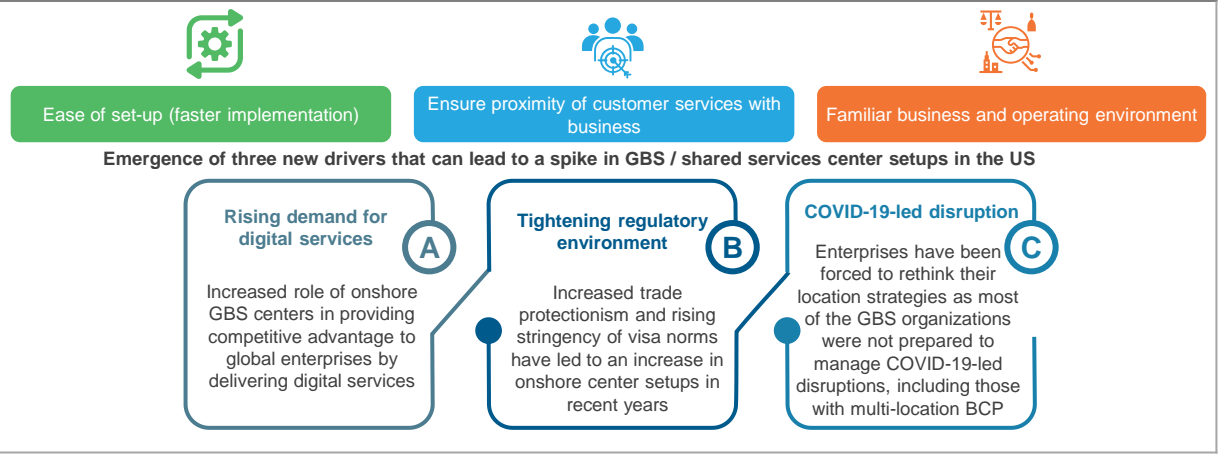 Ease of set-up (faster implementation)
Ensure proximity of customer services with
business
Familiar business and operating environment
Emergence of three new drivers that can lead to a spike in GBS / shared services center setups in the US
Rising demand for
digital services
A
Increased role of onshore
GBS centers in providing
competitive advantage to
global enterprises by
delivering digital services
Tightening regulatory
environment
B
Increased trade
protectionism and rising
stringency of visa norms
have led to an increase in
onshore center setups in
recent years
COVID-19-led disruption
C
Enterprises have been
forced to rethink their
location strategies as most
of the GBS organizations
were not prepared to
manage COVID-19-led
disruptions, including those
with multi-location BCP